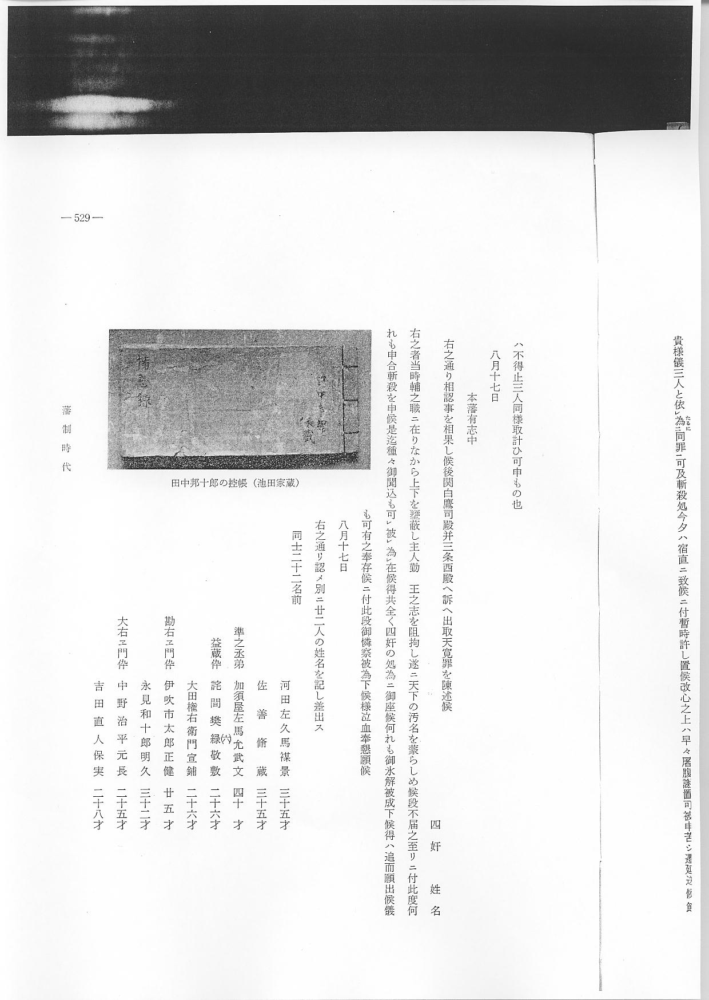 貴様儀三人と依レ為ニ同罪ニ可及斬殺処今夕ハ宿直ニ致候ニ付暫時許し置候改心之上ハ早々屠腹謝置可被申若シ遷延送候節
たるに
ハ不得止三人同様取計ひ可申もの也
八月十七日
本藩有志中
右之通り相認事を相果し候後関白鷹司殿并三条西殿へ訴へ出取天寛罪を陳述候
四奸姓名
右之者当時輔之職ニ在りなから上下を壅蔽し主人勤　王之志を阻拘し遂ニ天下の汚名を蒙らしめ候段不届之至リニ付此度何
れも申合斬殺を申候是迄種々御聞込も可レ被レ為レ在候得共全く四奸の処為ニ御座候何れも御氷解被成下候得ハ追而願出候儀
も可有之奉存候ニ付此段御憐察被為下候様泣血奉懇願候
八月十七日
右之通リ認メ別ニ廿二人の姓名を記し差出ス
同士二十二名前
河田左久馬禖景　三十五才
佐善脩蔵　三十五才
準之丞弟　加須屋左馬允武文　四十才
益蔵伜　詫間樊緑(六)敬敷　二十六才
大田権右衛門宣鋪　二十六才
勘右ヱ門伜　伊吹市太郎正健　廿五才
永見和十郎明久　三十二才
大右ヱ門伜　中野治平元長　二十五才
吉田直人保実　二十八才
備忘録
田中邦十郎の控帳（池田家蔵）
藩制時代
—529—